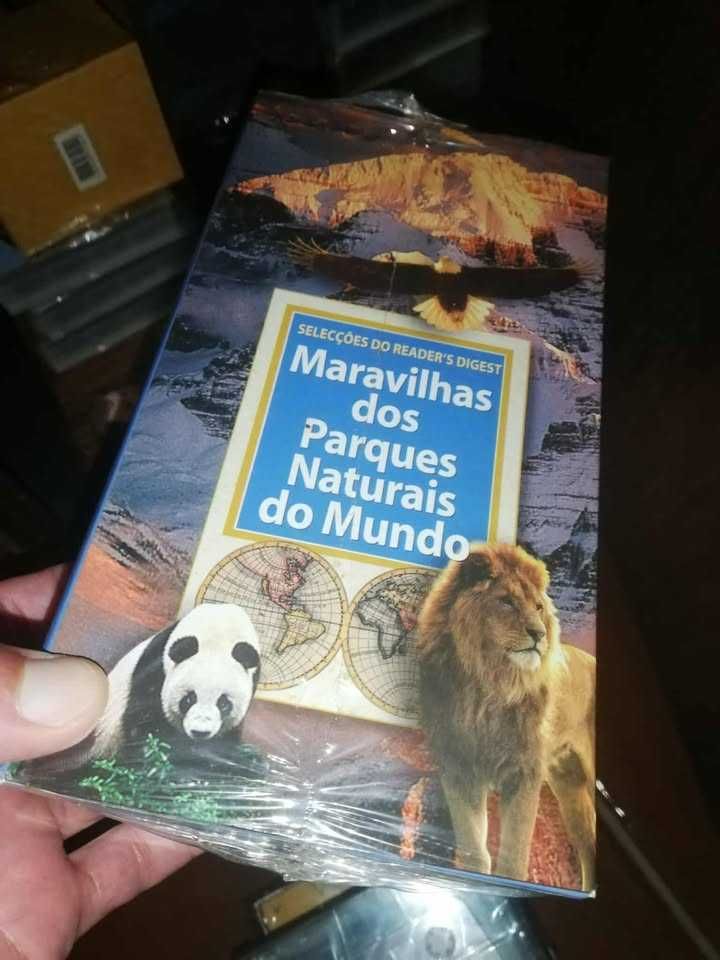 SELECÇÕES DO READER'S DIGEST
Maravilhas
dos
Parques
Naturais
do Mundo